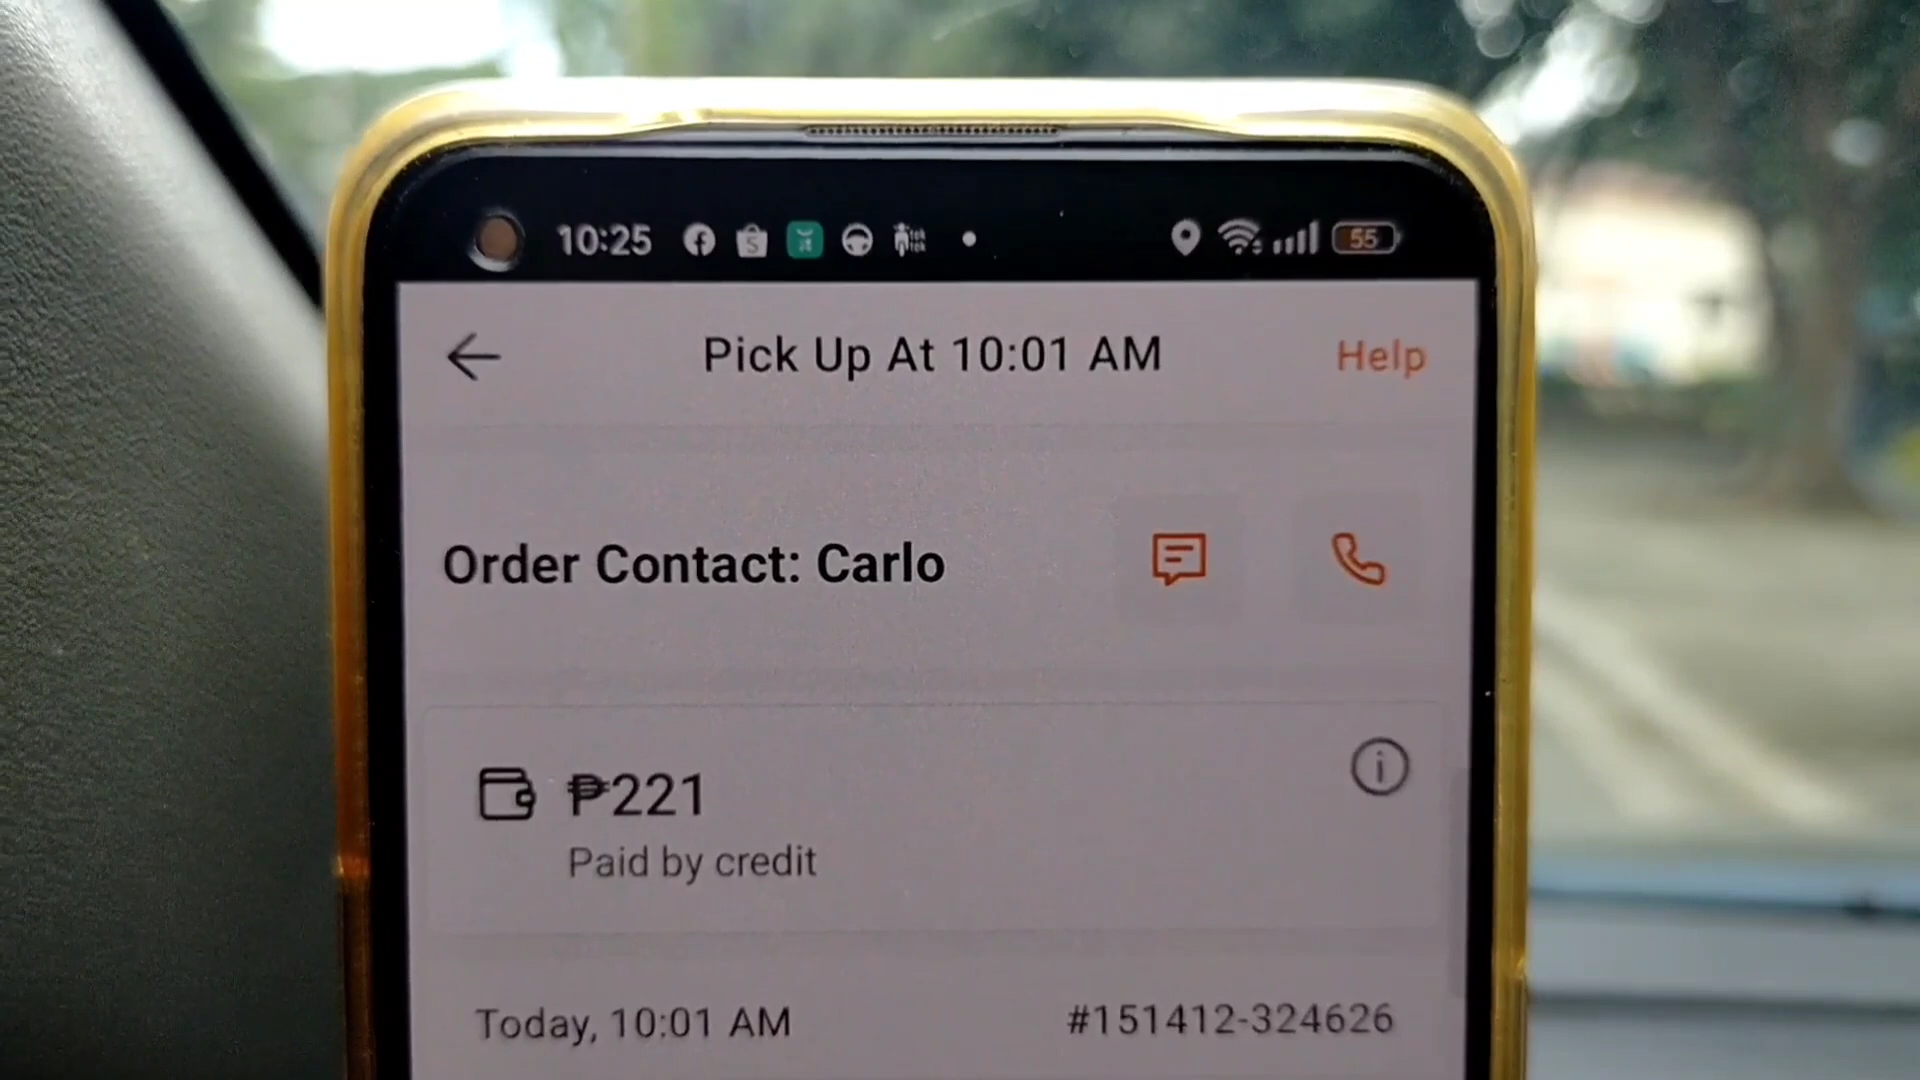 10:25 55
Pick Up At 10:01 AM Help
Order Contact: Carlo
₱221
Paid by credit
Today, 10:01 AM #151412-324626